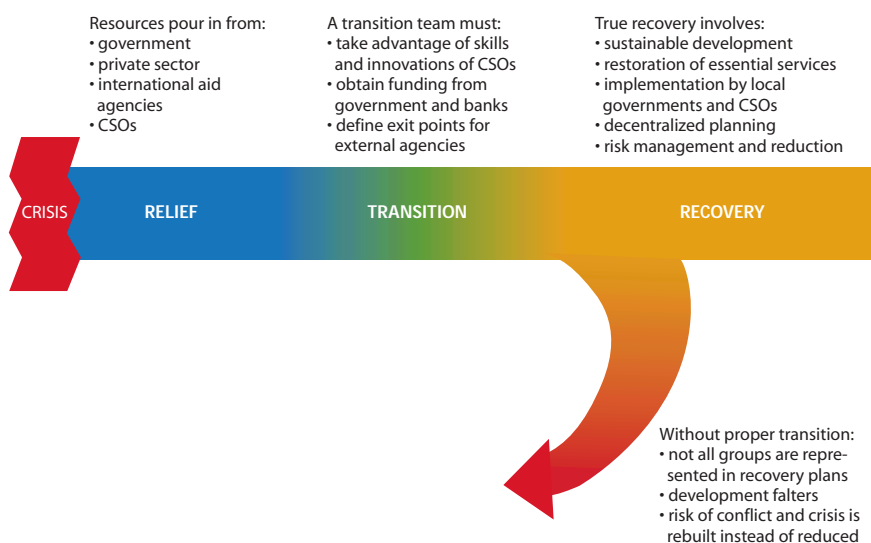 Resources pour in from:
• government
• private sector
• international aid
agencies
• CSOs
A transition team must:
• take advantage of skills
and innovations of CSOs
• obtain funding from
government and banks
• define exit points for
external agencies
True recovery involves:
• sustainable development
• restoration of essential services
• implementation by local
governments and CSOs
• decentralized planning
• risk management and reduction
CRISIS
RELIEF
TRANSITION
RECOVERY
Without proper transition:
• not all groups are repre-
sented in recovery plans
• development falters
• risk of conflict and crisis is
rebuilt instead of reduced